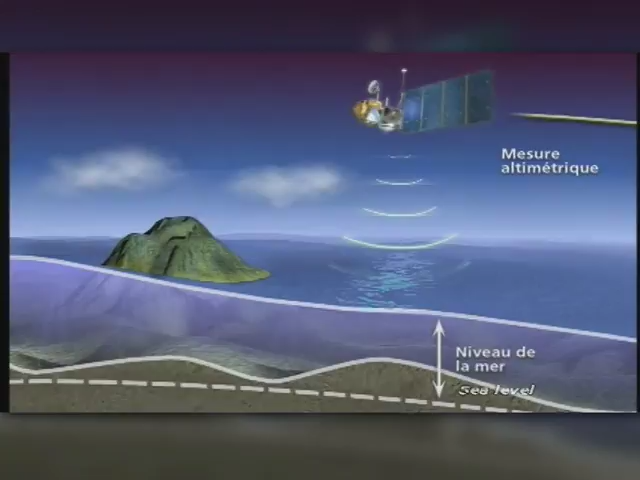 Mesure
altimétrique
Niveau de
la mer
Sea level